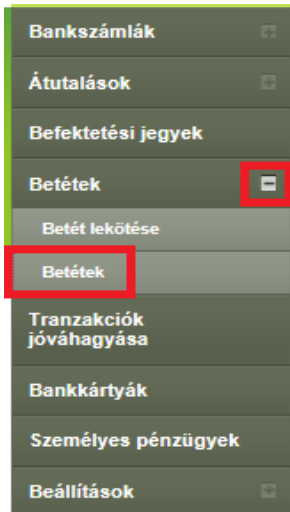 Bankszámlák
Átutalások
Befektetési jegyek
Betétek
Betét lekötése
Betétek
Tranzakciók
jóváhagyása
Bankkártyák
Személyes pénzügyek
Beállítások